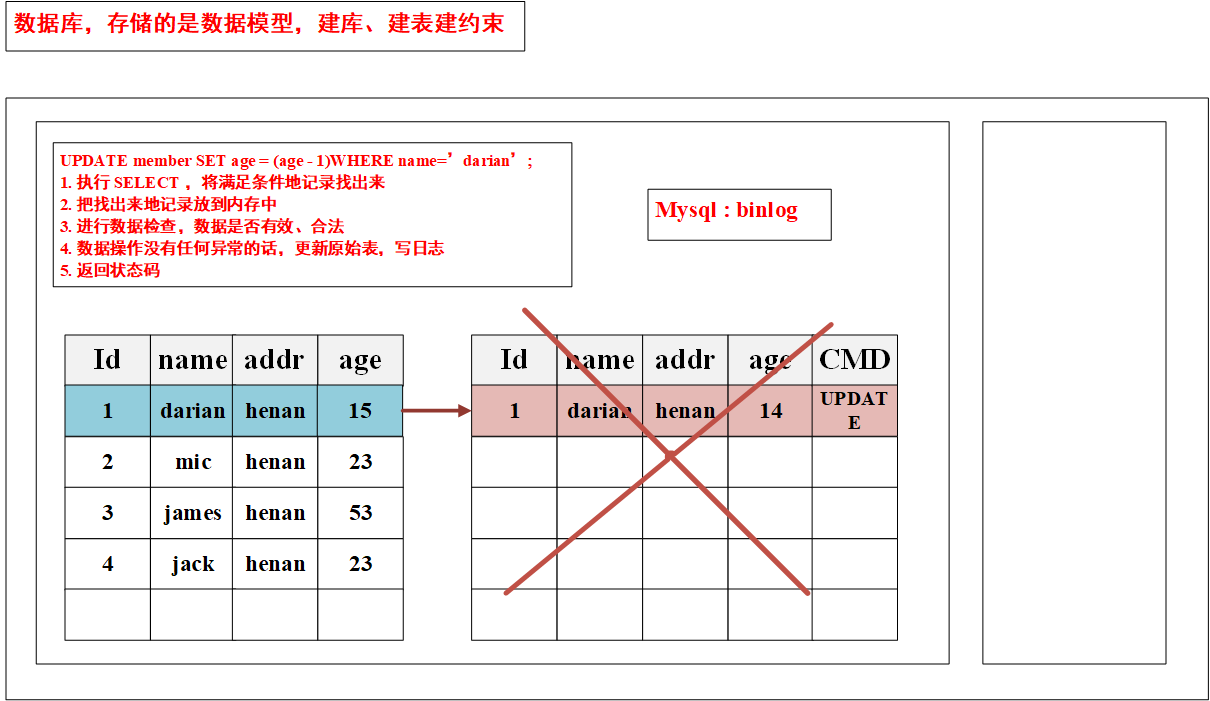 数据库，存储的是数据模型，建库、建表建约束
UPDATE member SET age = (age - 1)WHERE name=’darian’;
1. 执行 SELECT ，将满足条件地记录找出来
2. 把找出来地记录放到内存中
3. 进行数据检查，数据是否有效、合法
4. 数据操作没有任何异常的话，更新原始表，写日志
5. 返回状态码
Mysql : binlog
Id name addr age
1 darian henan 15
2 mic henan 23
3 james henan 53
4 jack henan 23
Id name addr age CMD
1 darian henan 14 UPDAT
E